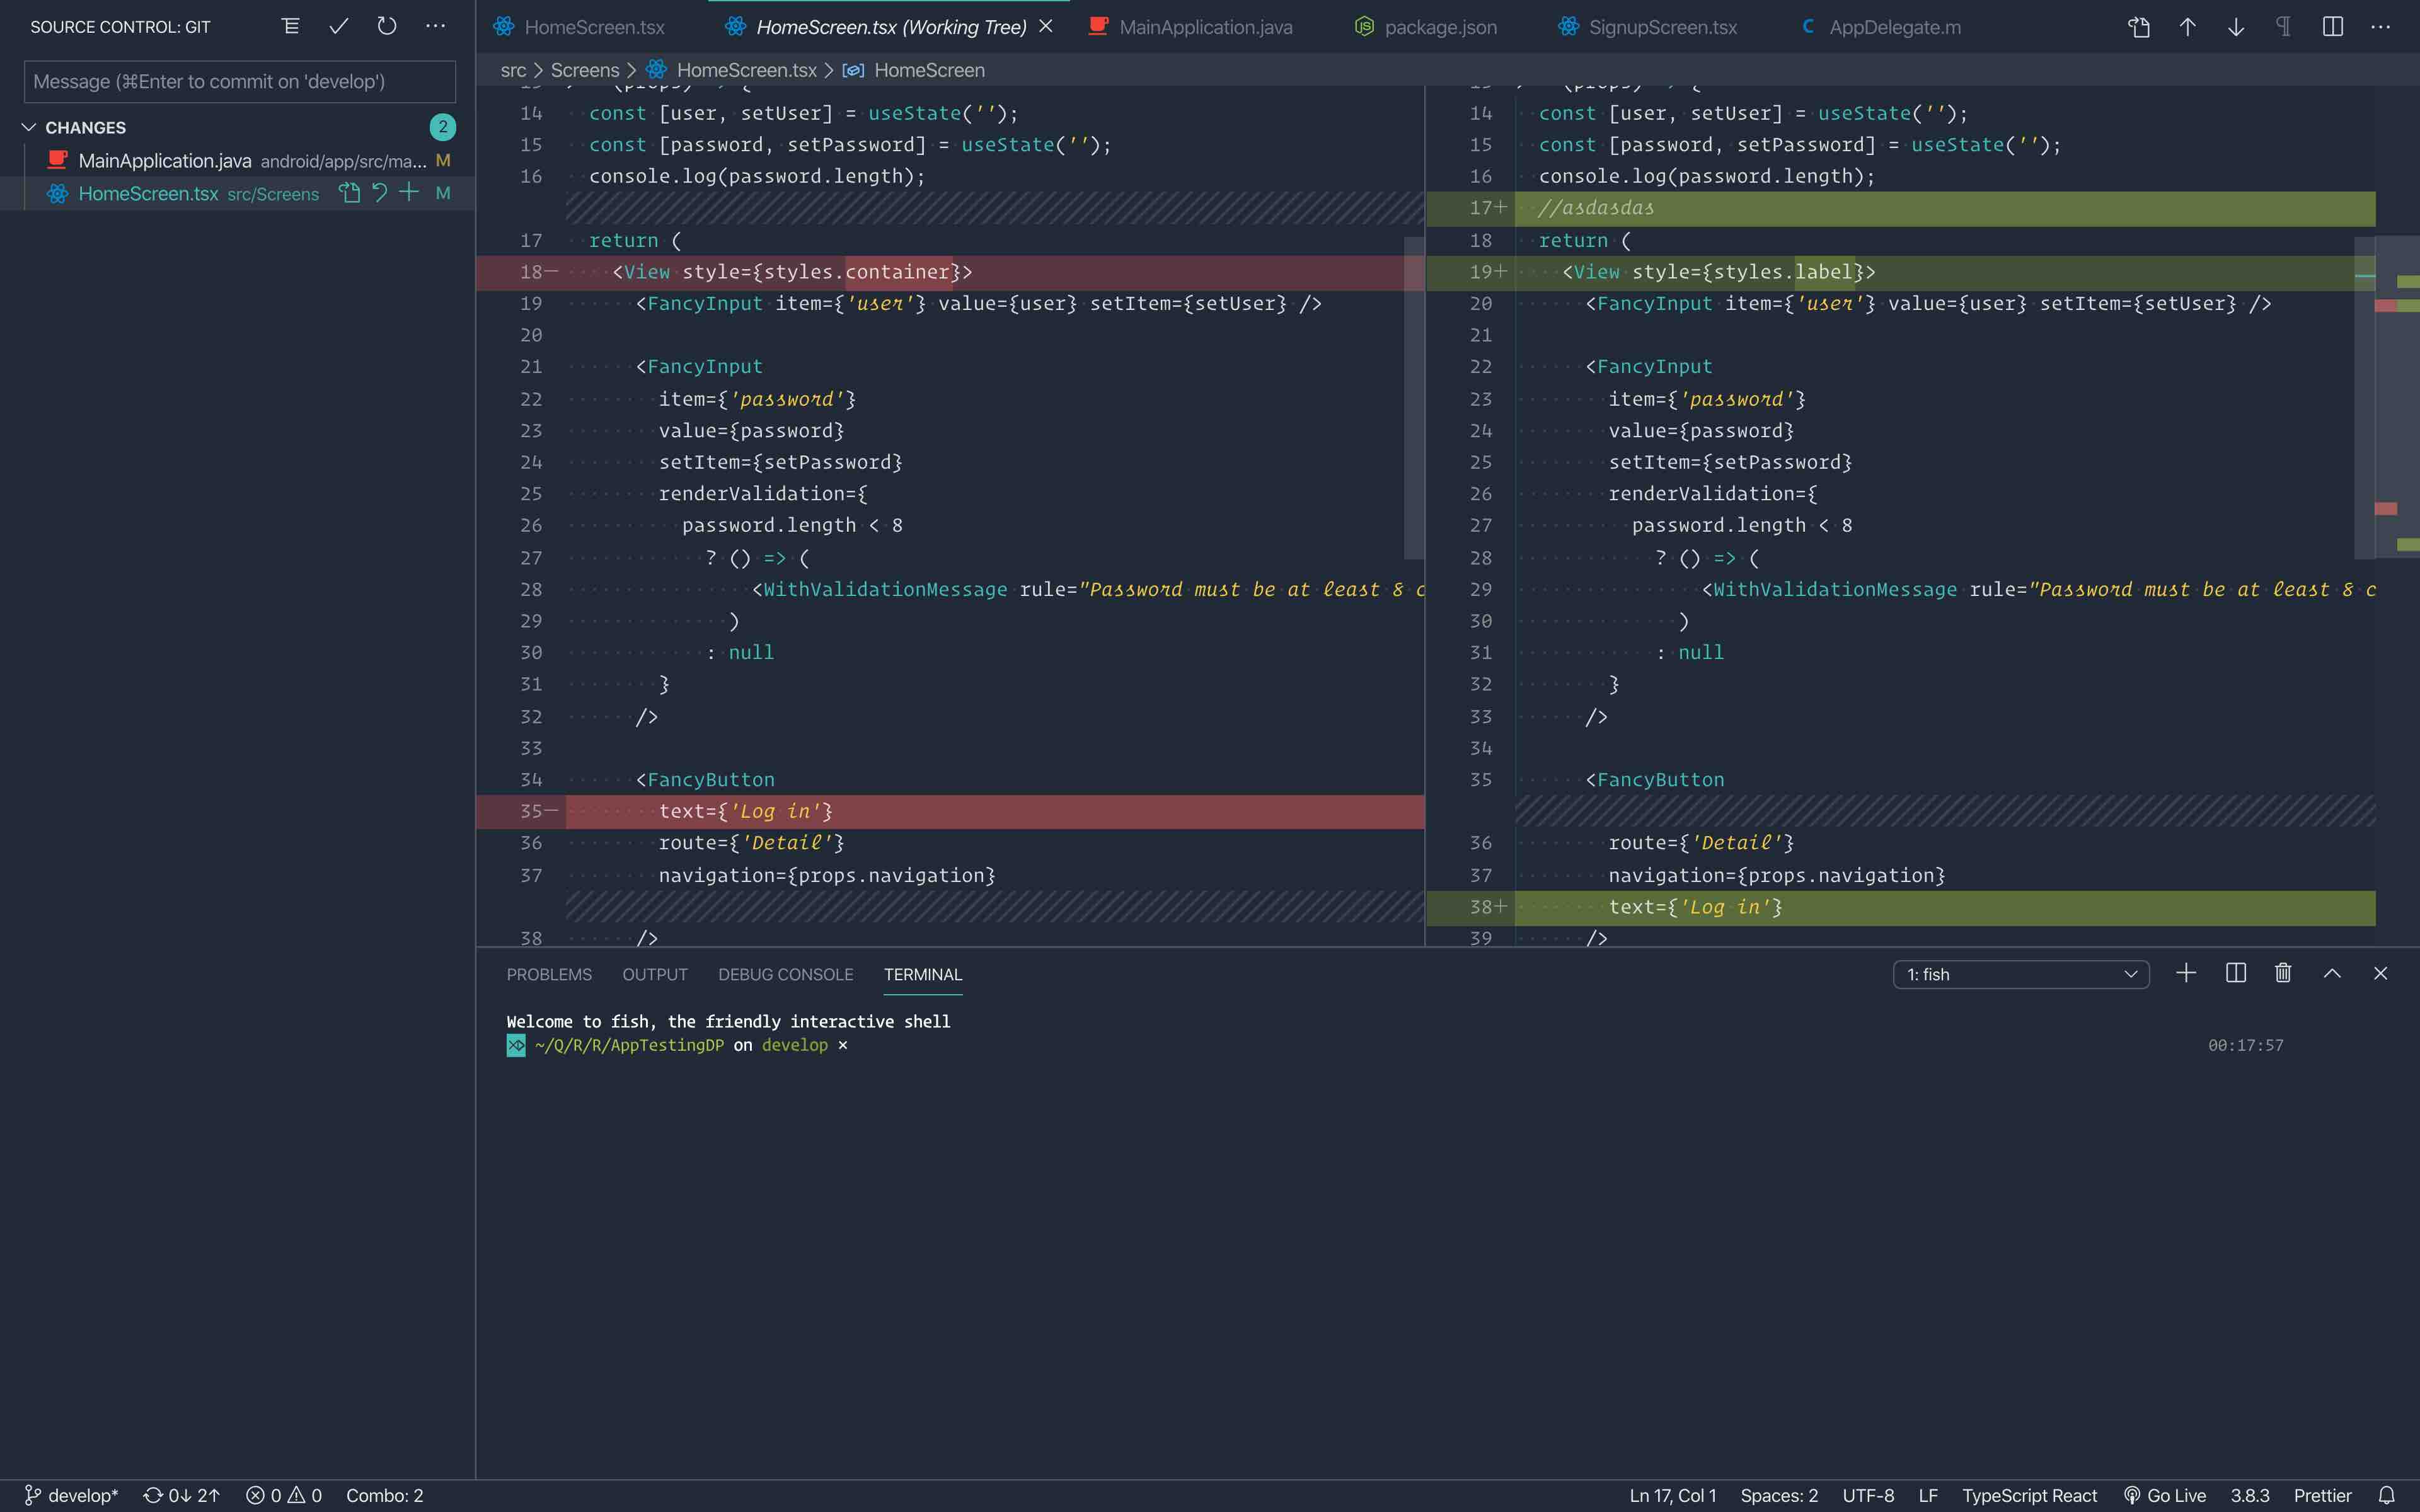 SOURCE CONTROL: GIT
Message (⌘Enter to commit on 'develop')
CHANGES 2
MainApplication.java android/app/src/ma... M
HomeScreen.tsx src/Screens M
HomeScreen.tsx HomeScreen.tsx (Working Tree) MainApplication.java package.json SignupScreen.tsx C AppDelegate.m
src > Screens > HomeScreen.tsx > HomeScreen
14 const [user, setUser] = useState('');
15 const [password, setPassword] = useState('');
16 console.log(password.length);
17 return (
18 <View style={styles.container}>
19 <FancyInput item={'user'} value={user} setItem={setUser} />
20
21 <FancyInput
22 item={'password'}
23 value={password}
24 setItem={setPassword}
25 renderValidation={
26 password.length < 8
27 ? () => (
28 <WithValidationMessage rule="Password must be at least 8 c
29 )
30 : null
31 }
32 />
33
34 <FancyButton
35 text={'Log in'}
36 route={'Detail'}
37 navigation={props.navigation}
38 />
14 const [user, setUser] = useState('');
15 const [password, setPassword] = useState('');
16 console.log(password.length);
17+ //asdasdas
18 return (
19+ <View style={styles.label}>
20 <FancyInput item={'user'} value={user} setItem={setUser} />
21
22 <FancyInput
23 item={'password'}
24 value={password}
25 setItem={setPassword}
26 renderValidation={
27 password.length < 8
28 ? () => (
29 <WithValidationMessage rule="Password must be at least 8 c
30 )
31 : null
32 }
33 />
34
35 <FancyButton
36 route={'Detail'}
37 navigation={props.navigation}
38+ text={'Log in'}
39 />
PROBLEMS OUTPUT DEBUG CONSOLE TERMINAL 1: fish
Welcome to fish, the friendly interactive shell
~/Q/R/R/AppTestingDP on develop × 00:17:57
develop* 0↓ 2↑ 0 0 Combo: 2 Ln 17, Col 1 Spaces: 2 UTF-8 LF TypeScript React Go Live 3.8.3 Prettier